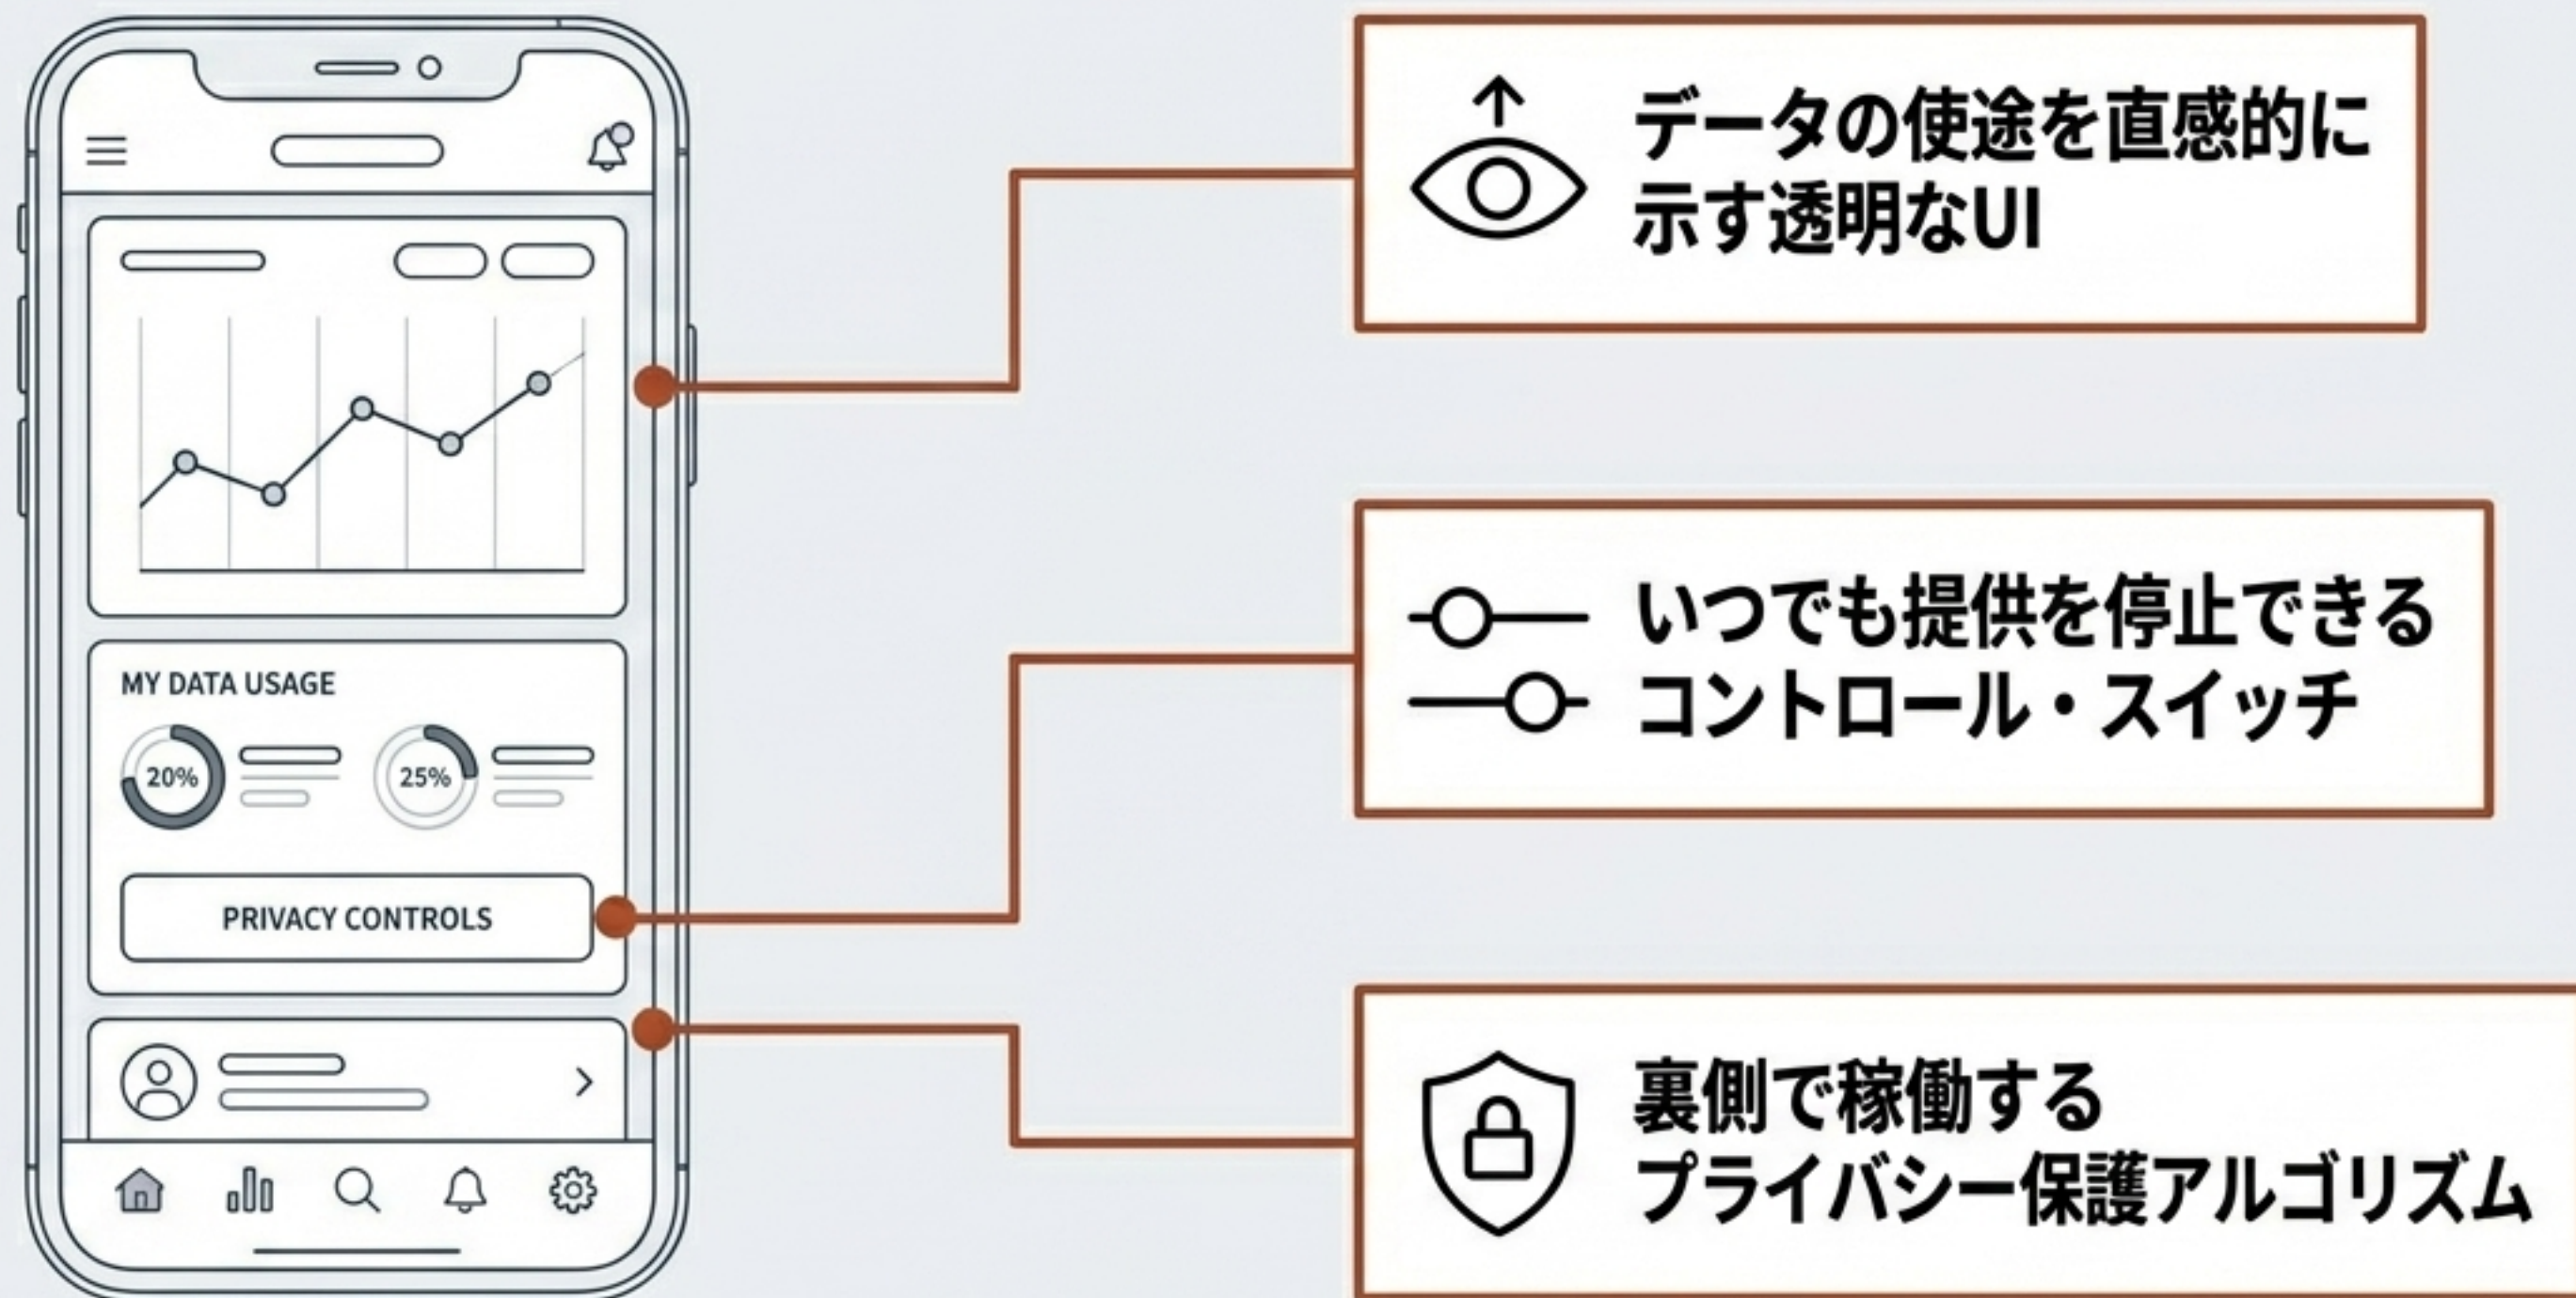 MY DATA USAGE
20%
25%
PRIVACY CONTROLS
データの使途を直感的に
示す透明なUI
いつでも提供を停止できる
コントロール・スイッチ
裏側で稼働する
プライバシー保護アルゴリズム